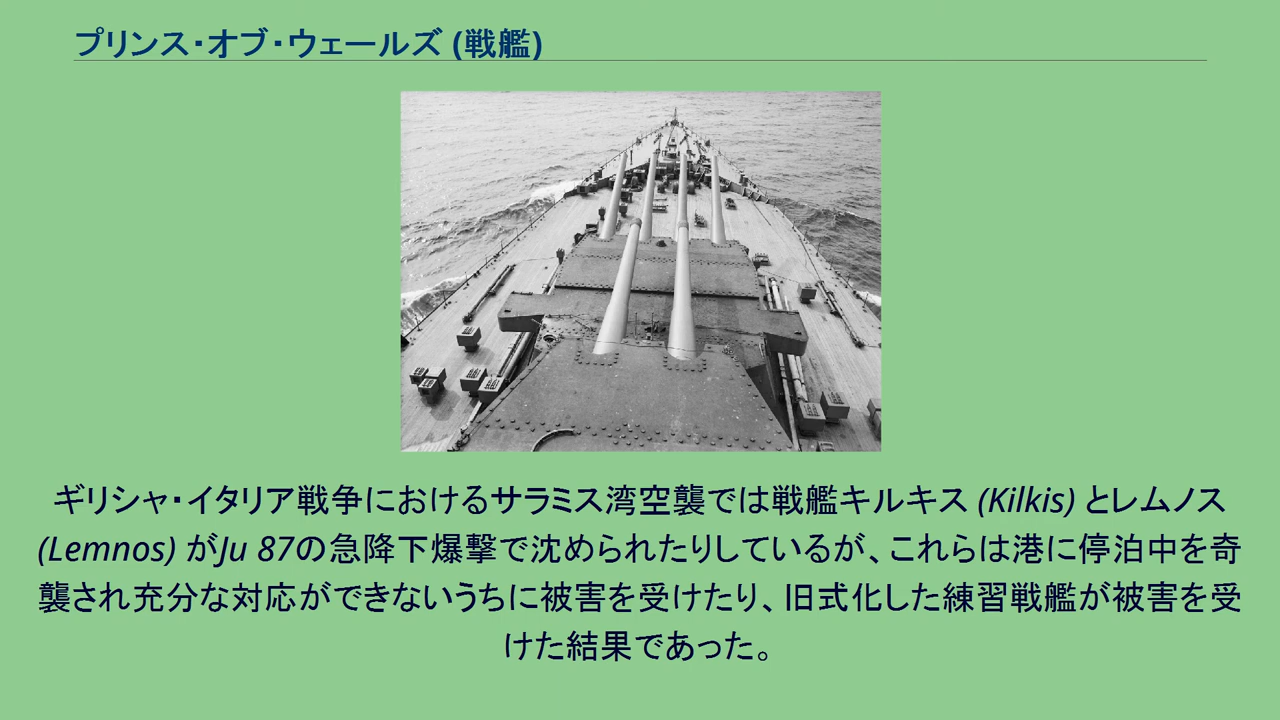 プリンス・オブ・ウェールズ (戦艦)
ギリシャ・イタリア戦争におけるサラミス湾空襲では戦艦キルキス (Kilkis) とレムノス
(Lemnos) がJu 87の急降下爆撃で沈められたりしているが、これらは港に停泊中を奇
襲され充分な対応ができないうちに被害を受けたり、旧式化した練習戦艦が被害を受
けた結果であった。